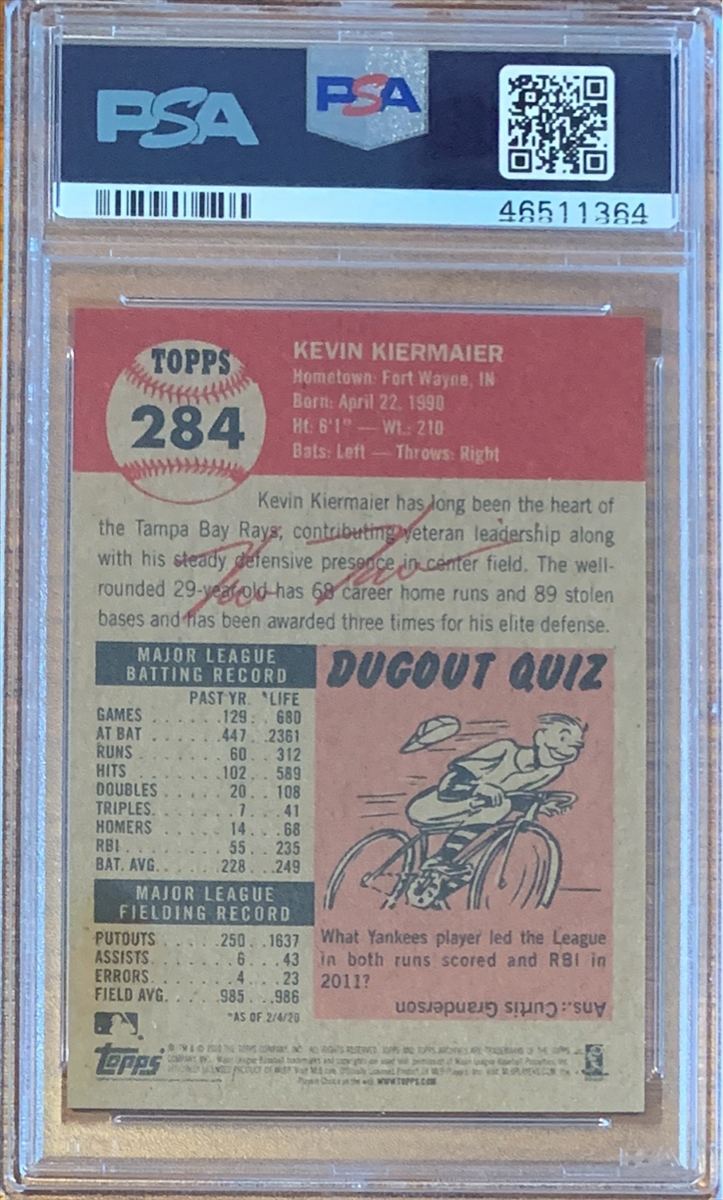 PSA
PSA
46511364
TOPPS
284
KEVIN KIERMAIER
Hometown: Fort Wayne, IN
Born: April 22, 1990
Ht: 6'1" — Wt.: 210
Bats: Left — Throws: Right
Kevin Kiermaier has long been the heart of
the Tampa Bay Rays, contributing veteran leadership along
with his steady defensive presence in center field. The well-
rounded 29-year-old has 68 career home runs and 89 stolen
bases and has been awarded three times for his elite defense.
MAJOR LEAGUE
BATTING RECORD
PAST YR. *LIFE
GAMES . . . . . . . 129 . . 680
AT BAT . . . . . . 447 . . 2361
RUNS . . . . . . . 60 . . 312
HITS . . . . . . . 102 . . 589
DOUBLES . . . . . 20 . . 108
TRIPLES. . . . . . . 7 . . . 41
HOMERS . . . . . . 14 . . . 68
RBI . . . . . . . . 55 . . 235
BAT. AVG. . . . . .228 . . .249
MAJOR LEAGUE
FIELDING RECORD
PUTOUTS . . . . . 250 . . 1637
ASSISTS . . . . . . . 6 . . . 43
ERRORS . . . . . . . 4 . . . 23
FIELD AVG. . . . .985 . . .986
*AS OF 2/4/20
DUGOUT QUIZ
What Yankees player led the League
in both runs scored and RBI in
2011?
Ans.: Curtis Granderson
Topps
WWW.TOPPS.COM